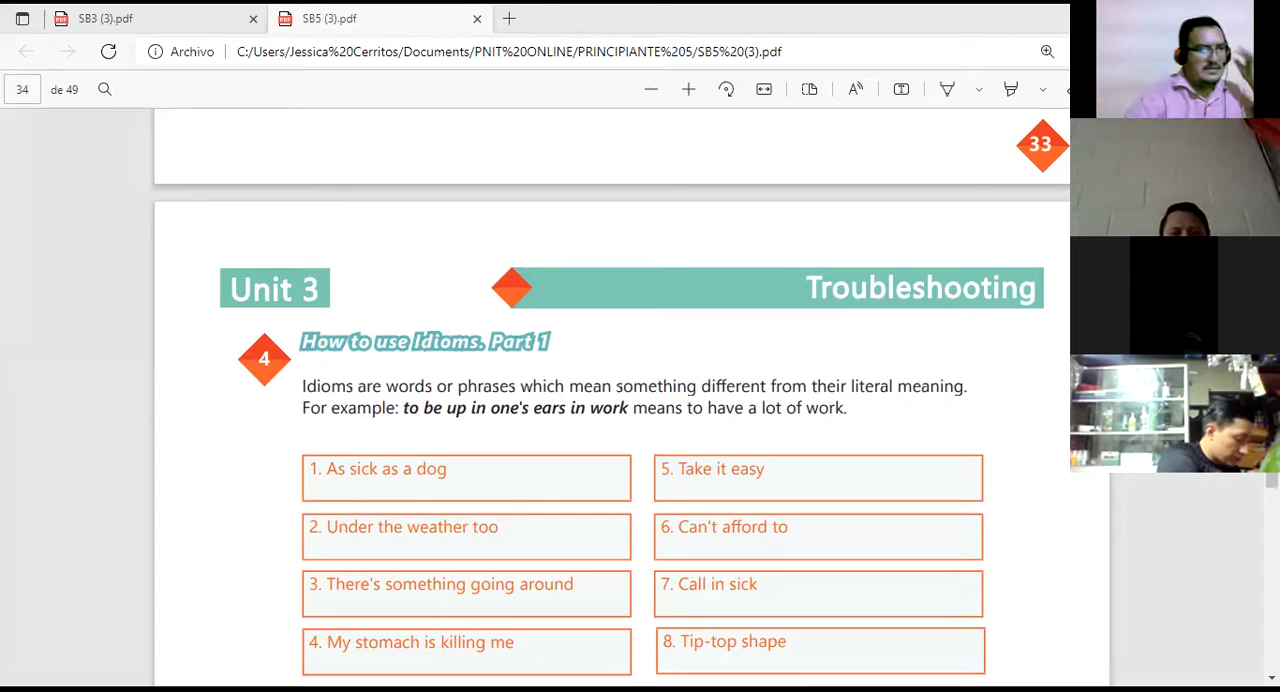 SB3 (3).pdf
SB5 (3).pdf
Archivo
C:/Users/Jessica%20Cerritos/Documents/PNIT%20ONLINE/PRINCIPIANTE%205/SB5%20(3).pdf
34 de 49
33
Unit 3
Troubleshooting
4
How to use Idioms. Part 1
Idioms are words or phrases which mean something different from their literal meaning.
For example: to be up in one's ears in work means to have a lot of work.
1. As sick as a dog
2. Under the weather too
3. There's something going around
4. My stomach is killing me
5. Take it easy
6. Can't afford to
7. Call in sick
8. Tip-top shape